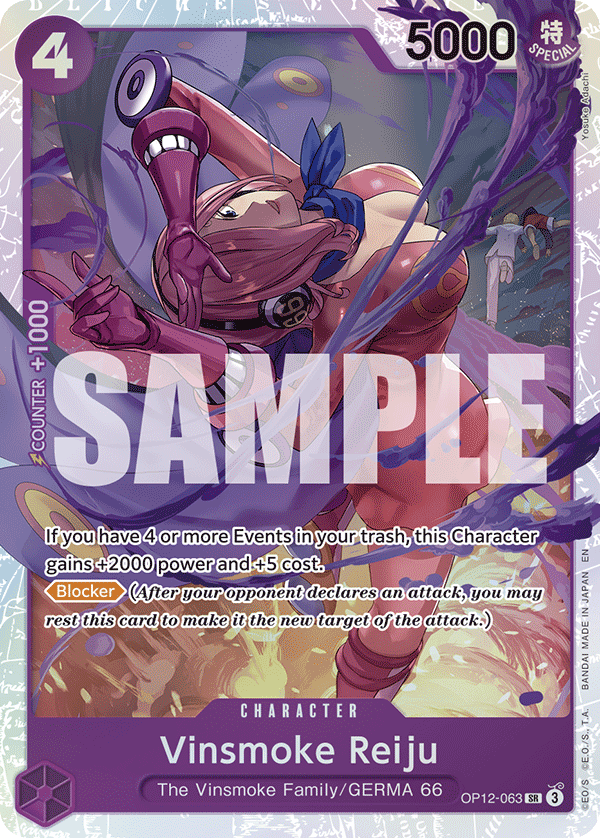 4
5000
特
SPECIAL
Yosuke Adachi
COUNTER +1000
SAMPLE
If you have 4 or more Events in your trash, this Character
gains +2000 power and +5 cost.
Blocker (After your opponent declares an attack, you may
rest this card to make it the new target of the attack.)
CHARACTER
Vinsmoke Reiju
The Vinsmoke Family/GERMA 66
OP12-063 SR 3
©EO/S ©E.O./S., T.A. BANDAI MADE IN JAPAN EN